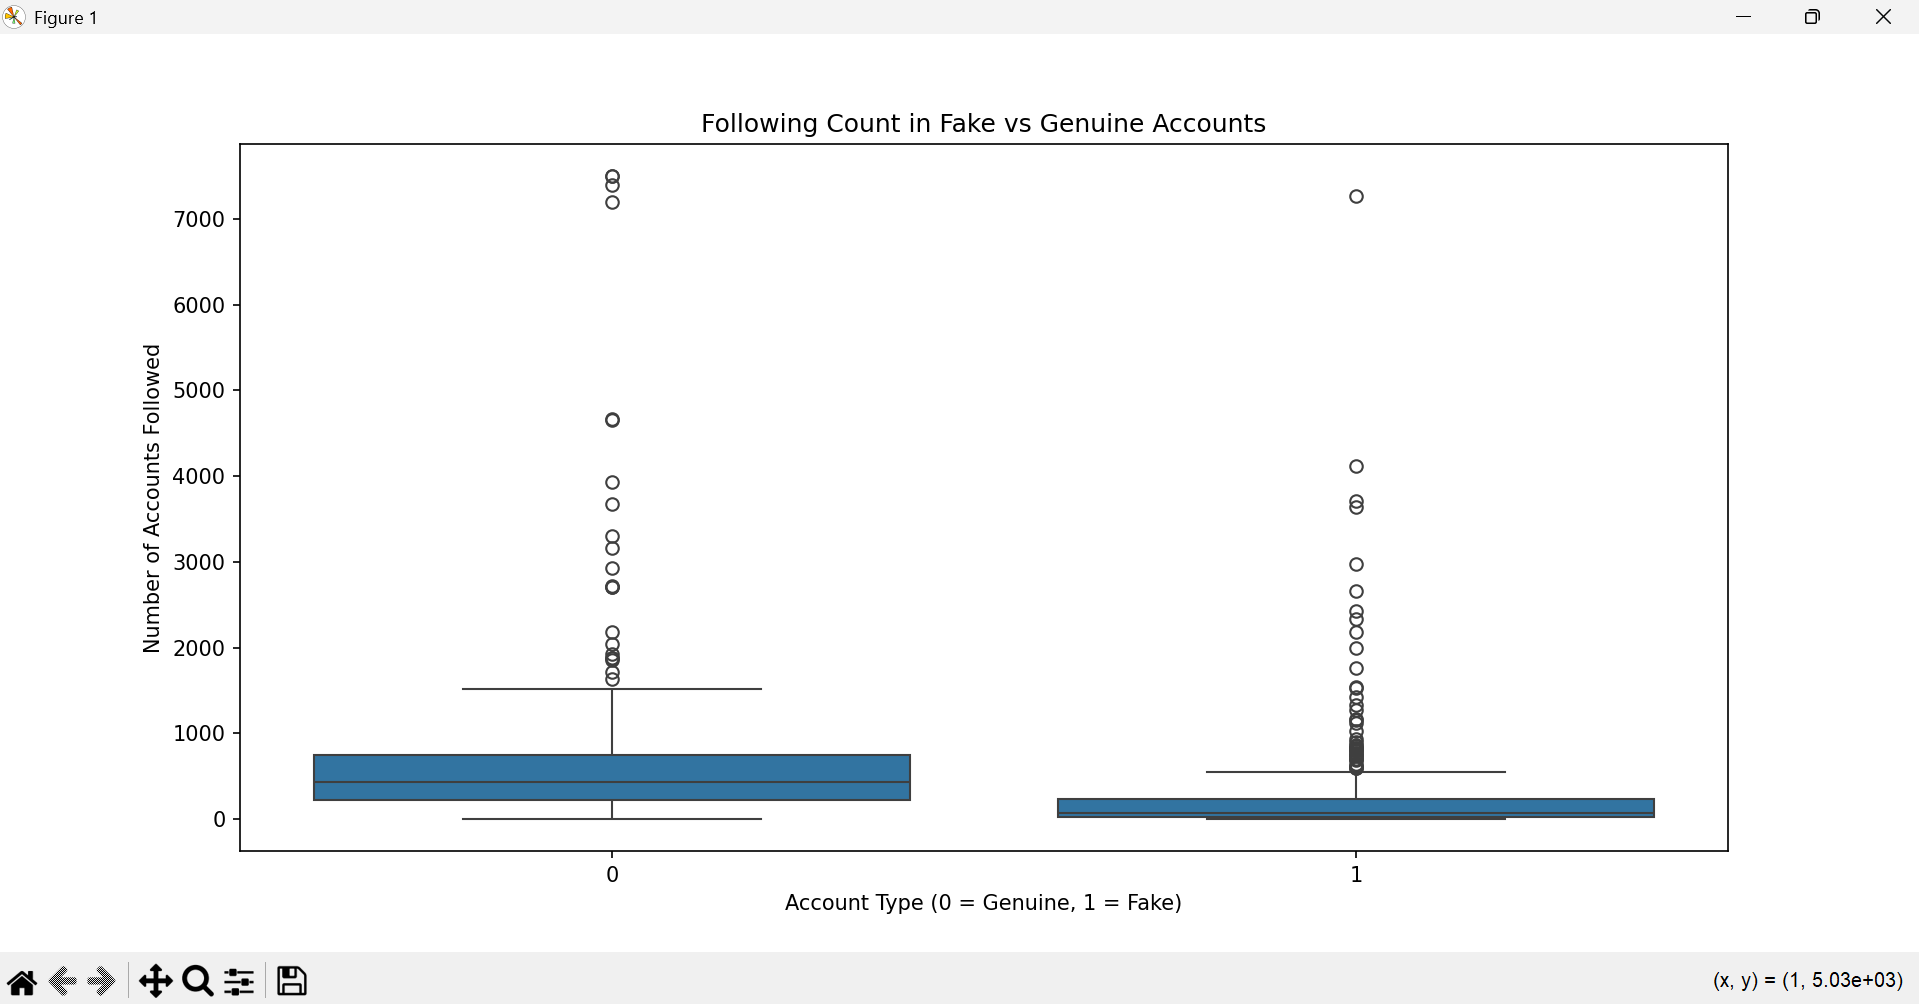 Figure 1
Following Count in Fake vs Genuine Accounts
Number of Accounts Followed
7000
6000
5000
4000
3000
2000
1000
0
0 1
Account Type (0 = Genuine, 1 = Fake)
(x, y) = (1, 5.03e+03)